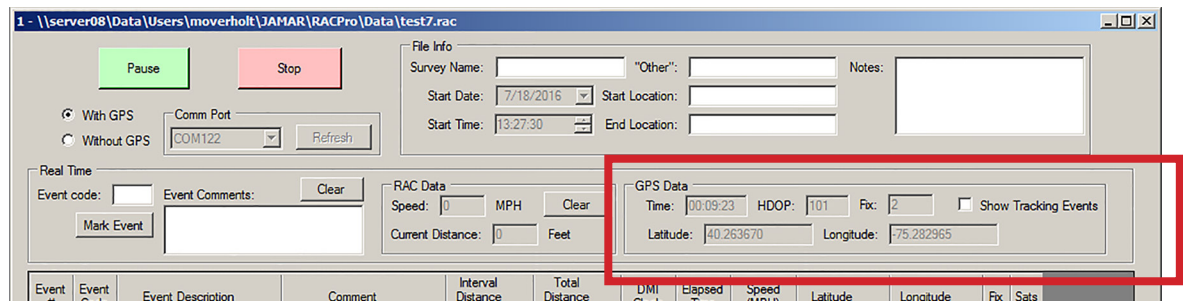 1 - \\server08\Data\Users\moverholt\JAMAR\RACPro\Data\test7.rac
Pause
Stop
File Info
Survey Name:
"Other":
Notes:
Start Date: 7/18/2016
Start Location:
Start Time: 13:27:30
End Location:
With GPS
Without GPS
Comm Port
COM122
Refresh
Real Time
Event code:
Event Comments:
Clear
Mark Event
RAC Data
Speed: 0 MPH
Clear
Current Distance: 0 Feet
GPS Data
Time: 00:09:23 HDOP: 101 Fix: 2 Show Tracking Events
Latitude: 40.263670 Longitude: -75.282965
Event
Event
Event Description
Comment
Interval
Distance
Total
Distance
DMI
Elapsed
Speed
Latitude
Longitude
Fix
Sats